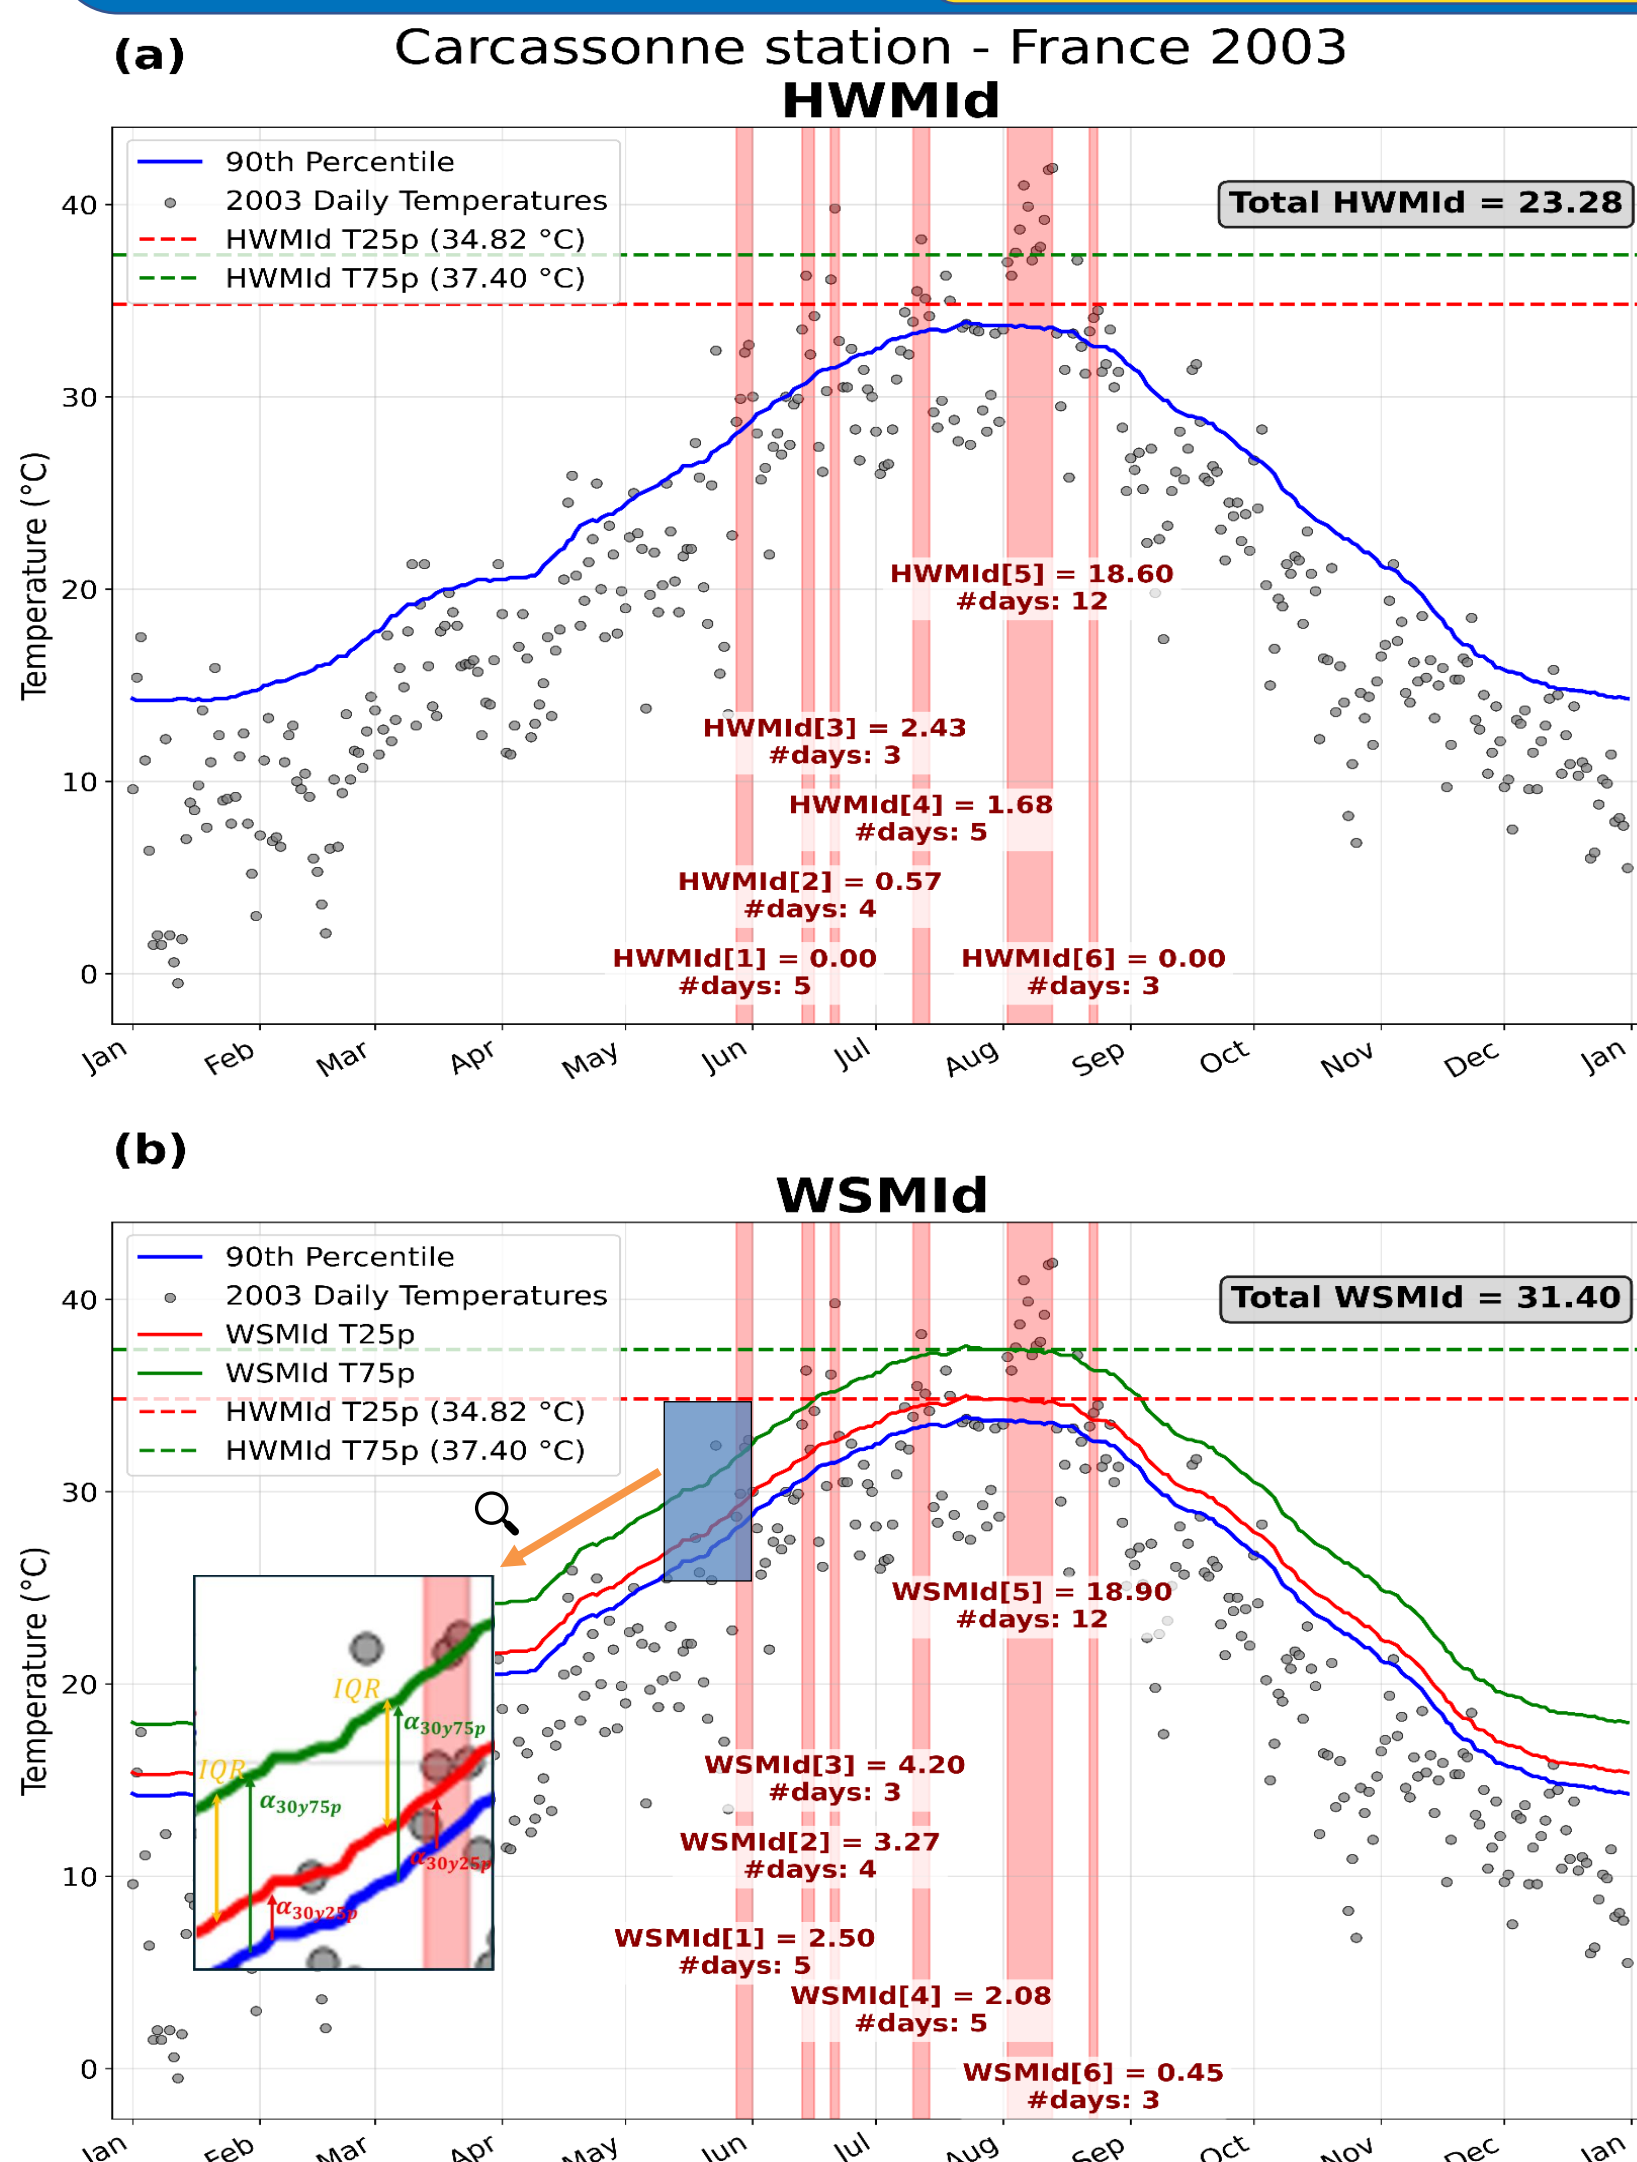 (a)
Carcassonne station - France 2003
HWMId
90th Percentile
2003 Daily Temperatures
HWMId T25p (34.82 °C)
HWMId T75p (37.40 °C)
Total HWMId = 23.28
Temperature (°C)
40
30
20
10
0
HWMId[5] = 18.60
#days: 12
HWMId[3] = 2.43
#days: 3
HWMId[4] = 1.68
#days: 5
HWMId[2] = 0.57
#days: 4
HWMId[1] = 0.00
#days: 5
HWMId[6] = 0.00
#days: 3
Jan Feb Mar Apr May Jun Jul Aug Sep Oct Nov Dec Jan
(b)
WSMId
90th Percentile
2003 Daily Temperatures
WSMId T25p
WSMId T75p
HWMId T25p (34.82 °C)
HWMId T75p (37.40 °C)
Total WSMId = 31.40
Temperature (°C)
40
30
20
10
0
IQR
α30y75p
IQR
α30y75p
α30y25p
α30y25p
WSMId[5] = 18.90
#days: 12
WSMId[3] = 4.20
#days: 3
WSMId[2] = 3.27
#days: 4
WSMId[1] = 2.50
#days: 5
WSMId[4] = 2.08
#days: 5
WSMId[6] = 0.45
#days: 3
Jan Feb Mar Apr May Jun Jul Aug Sep Oct Nov Dec Jan